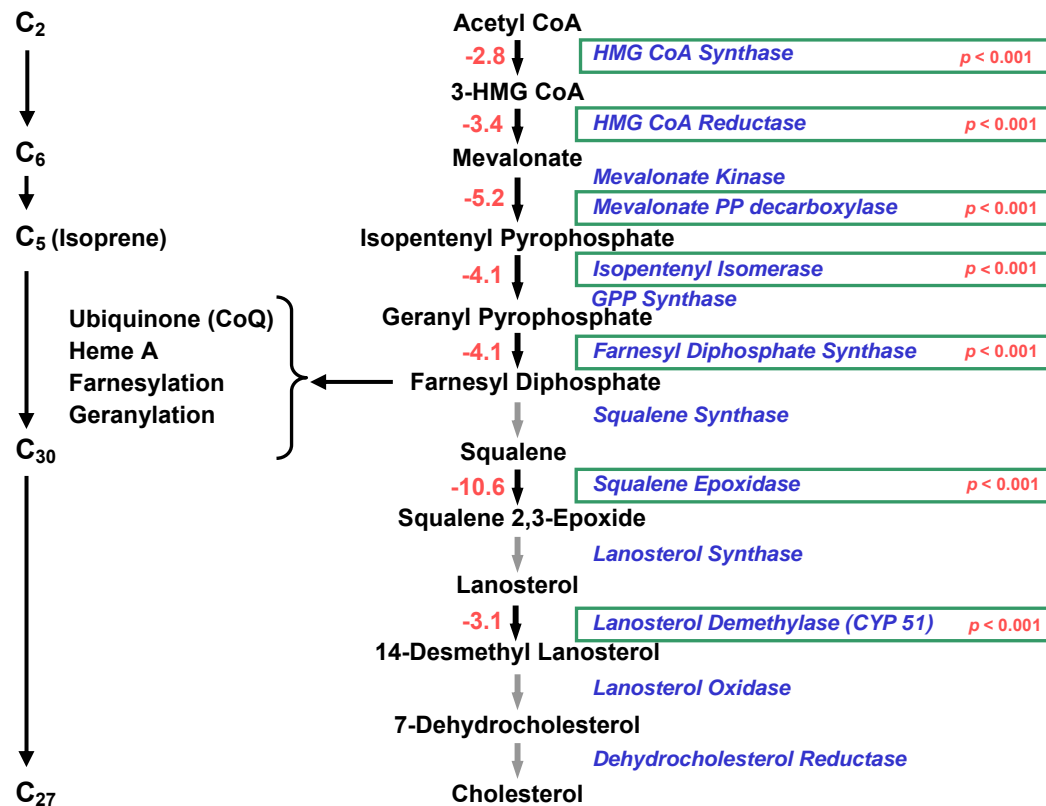 C2 Acetyl CoA
-2.8 HMG CoA Synthase p < 0.001
3-HMG CoA
-3.4 HMG CoA Reductase p < 0.001
C6 Mevalonate
Mevalonate Kinase
-5.2 Mevalonate PP decarboxylase p < 0.001
C5 (Isoprene) Isopentenyl Pyrophosphate
-4.1 Isopentenyl Isomerase p < 0.001
GPP Synthase
Ubiquinone (CoQ) Geranyl Pyrophosphate
Heme A -4.1 Farnesyl Diphosphate Synthase p < 0.001
Farnesylation Farnesyl Diphosphate
Geranylation Squalene Synthase
C30 Squalene
-10.6 Squalene Epoxidase p < 0.001
Squalene 2,3-Epoxide
Lanosterol Synthase
Lanosterol
-3.1 Lanosterol Demethylase (CYP 51) p < 0.001
14-Desmethyl Lanosterol
Lanosterol Oxidase
7-Dehydrocholesterol
Dehydrocholesterol Reductase
C27 Cholesterol